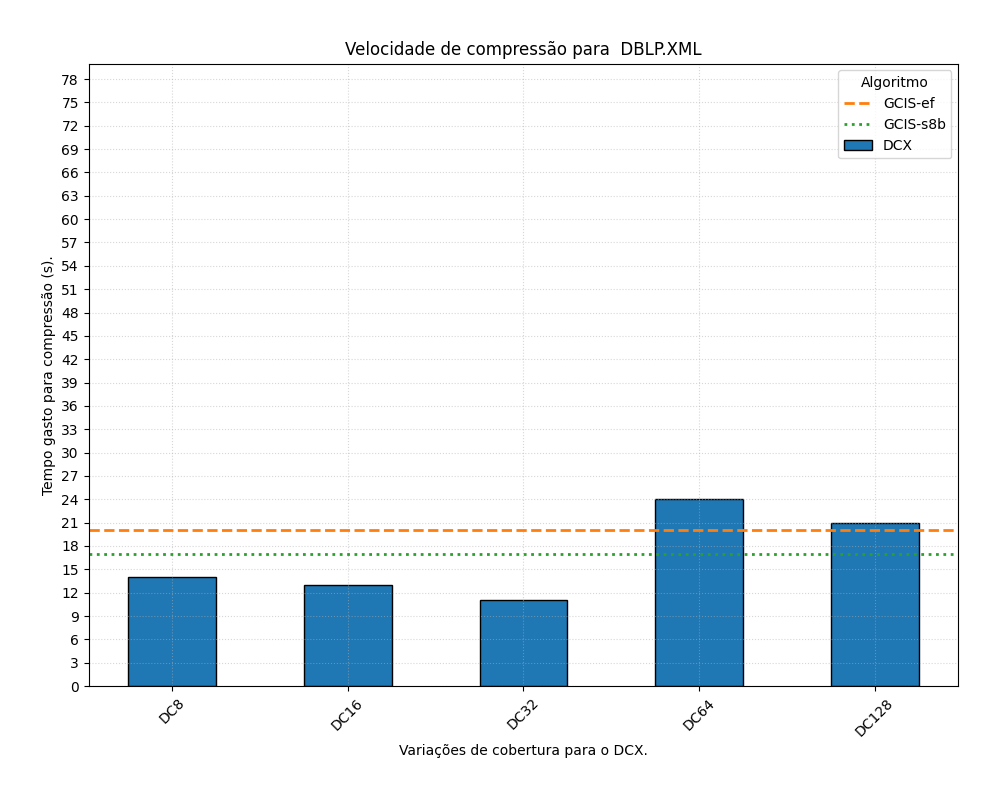 Velocidade de compressão para  DBLP.XML
Algoritmo
GCIS-ef
GCIS-s8b
DCX
Tempo gasto para compressão (s).
78
75
72
69
66
63
60
57
54
51
48
45
42
39
36
33
30
27
24
21
18
15
12
9
6
3
0
DC8
DC16
DC32
DC64
DC128
Variações de cobertura para o DCX.